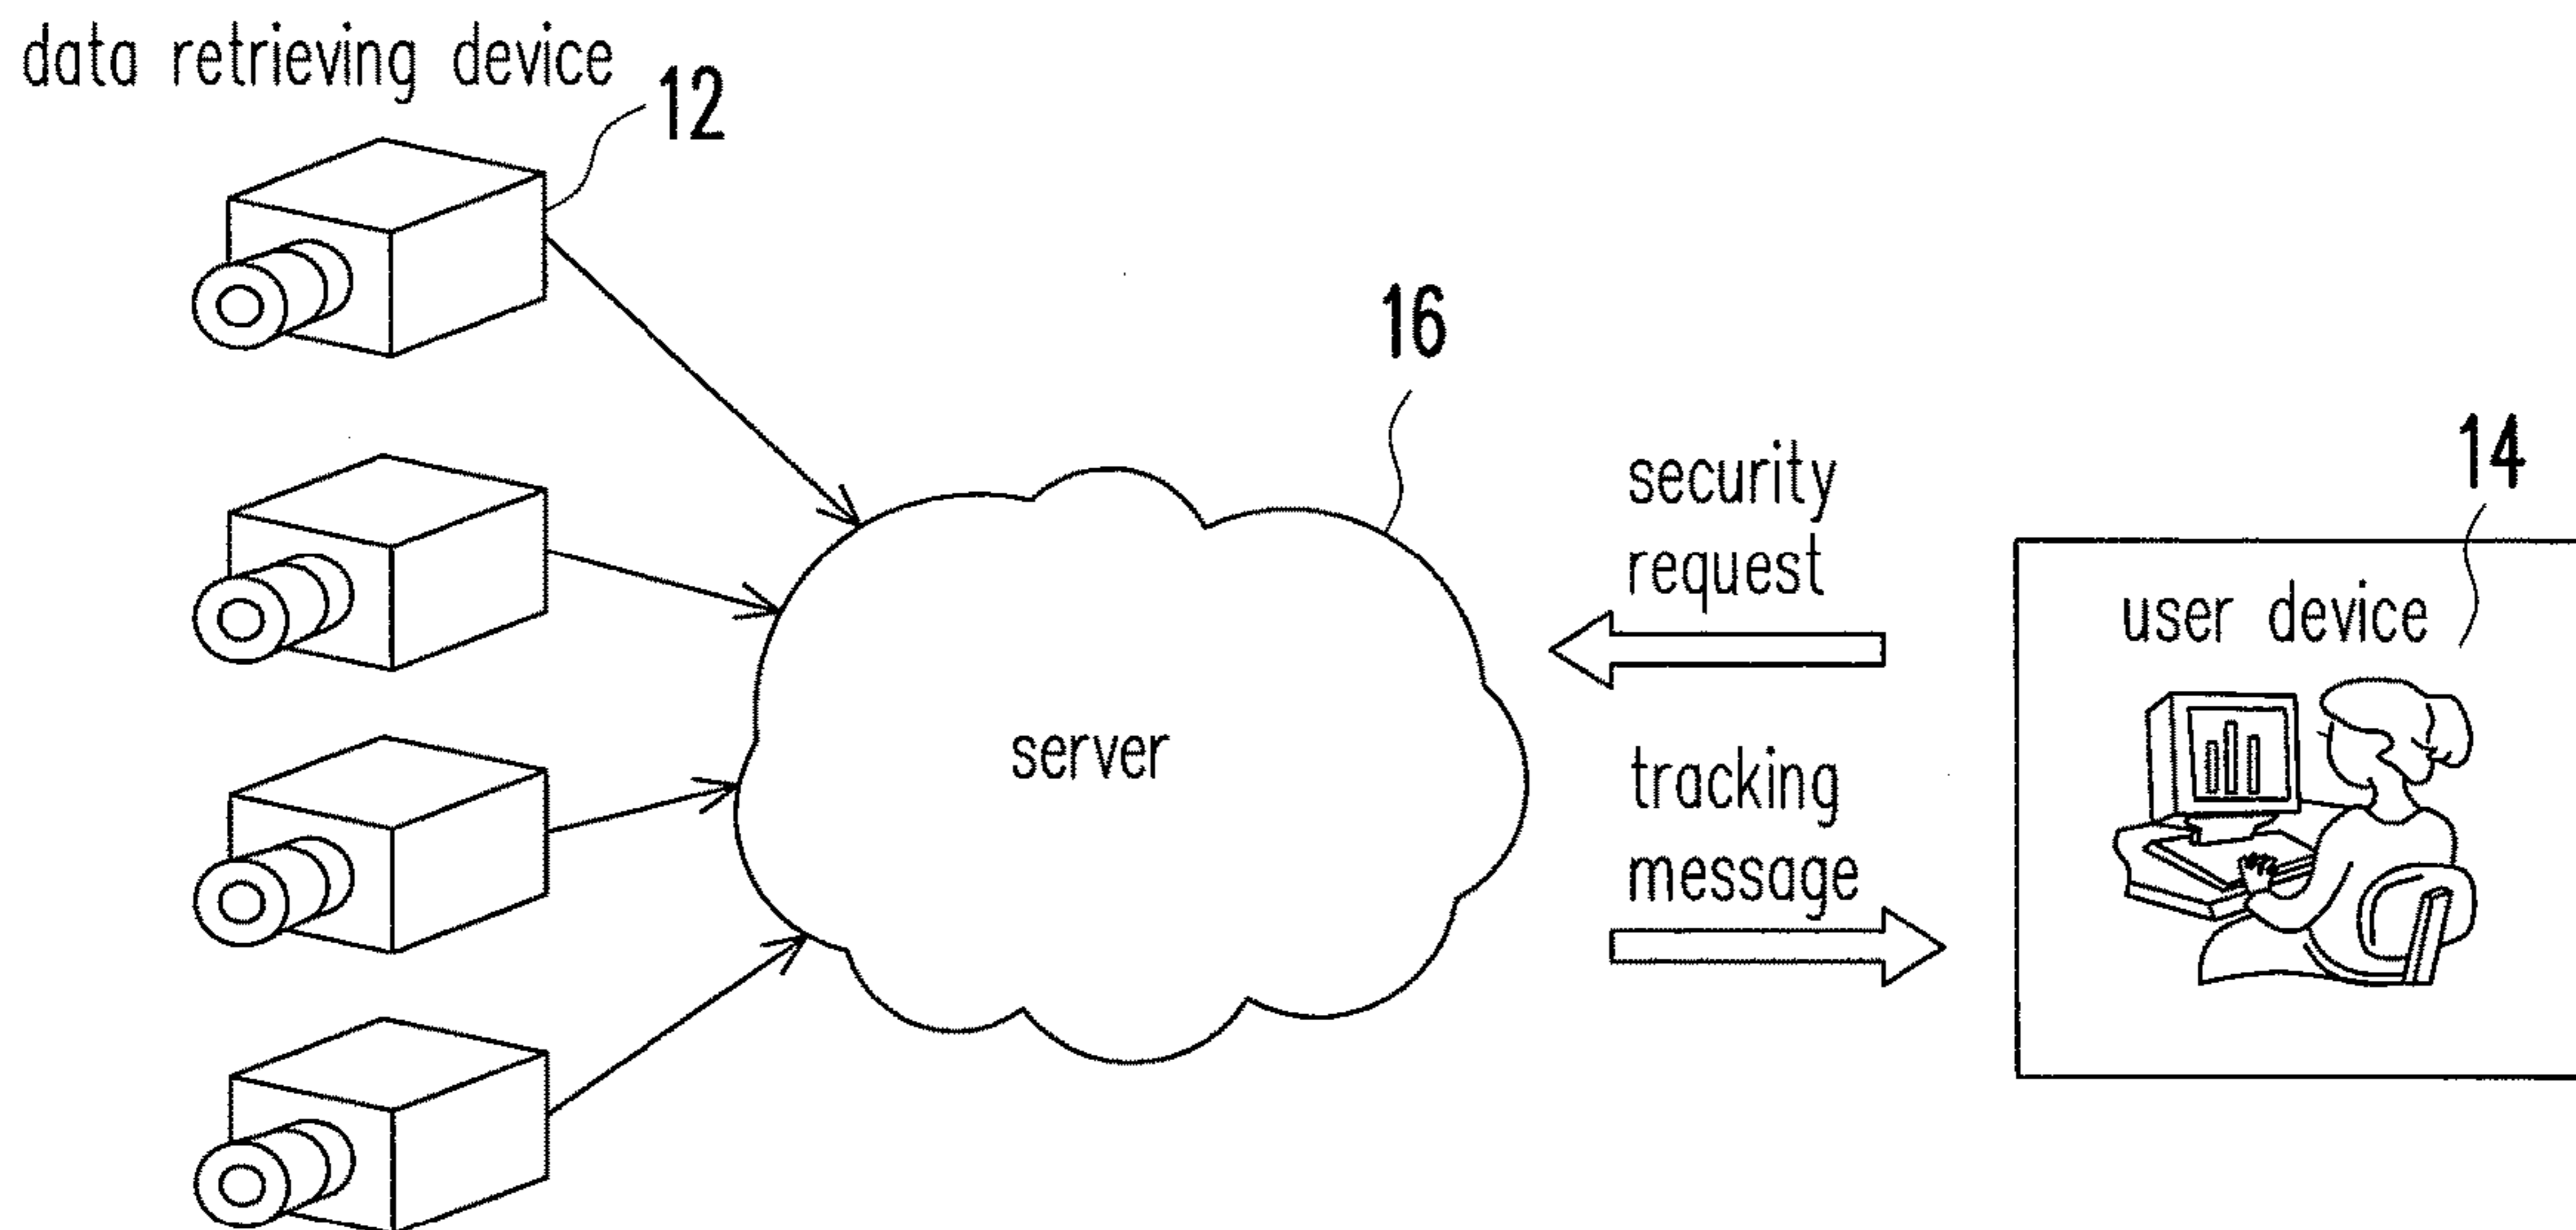 data retrieving device
12
16
security
request
14
user device
server
tracking
message